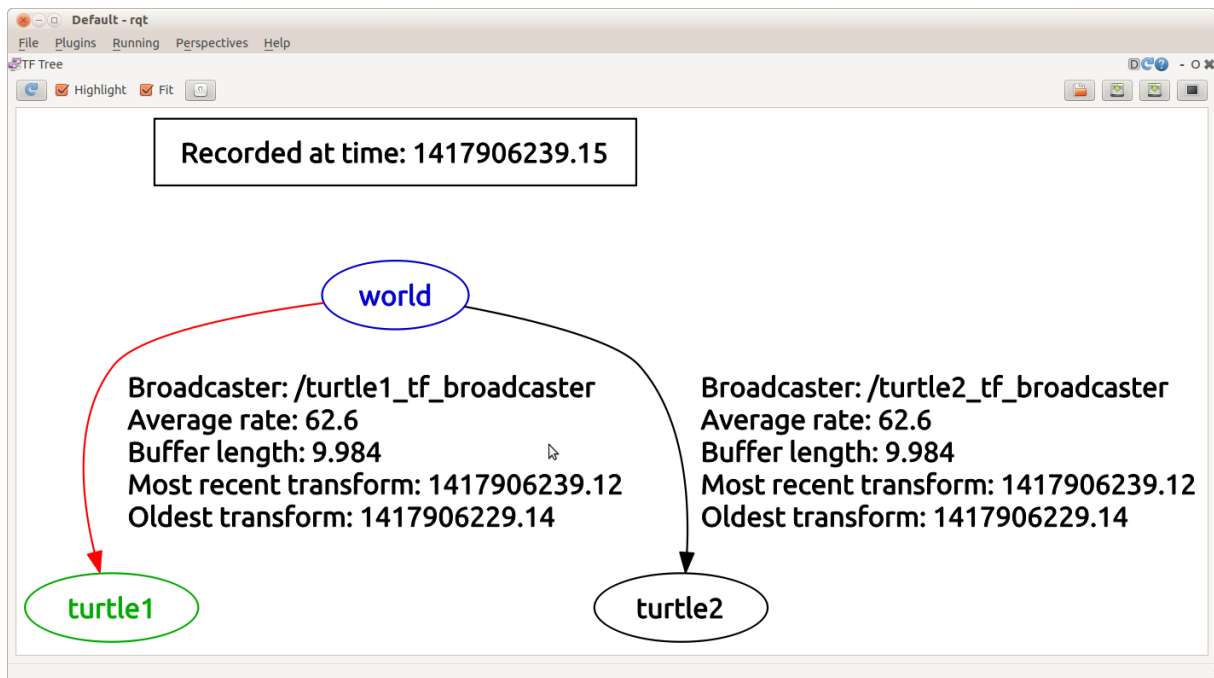 Default - rqt
File Plugins Running Perspectives Help
TF Tree
D - O
Highlight Fit
Recorded at time: 1417906239.15
world
Broadcaster: /turtle1_tf_broadcaster
Average rate: 62.6
Buffer length: 9.984
Most recent transform: 1417906239.12
Oldest transform: 1417906229.14
Broadcaster: /turtle2_tf_broadcaster
Average rate: 62.6
Buffer length: 9.984
Most recent transform: 1417906239.12
Oldest transform: 1417906229.14
turtle1
turtle2